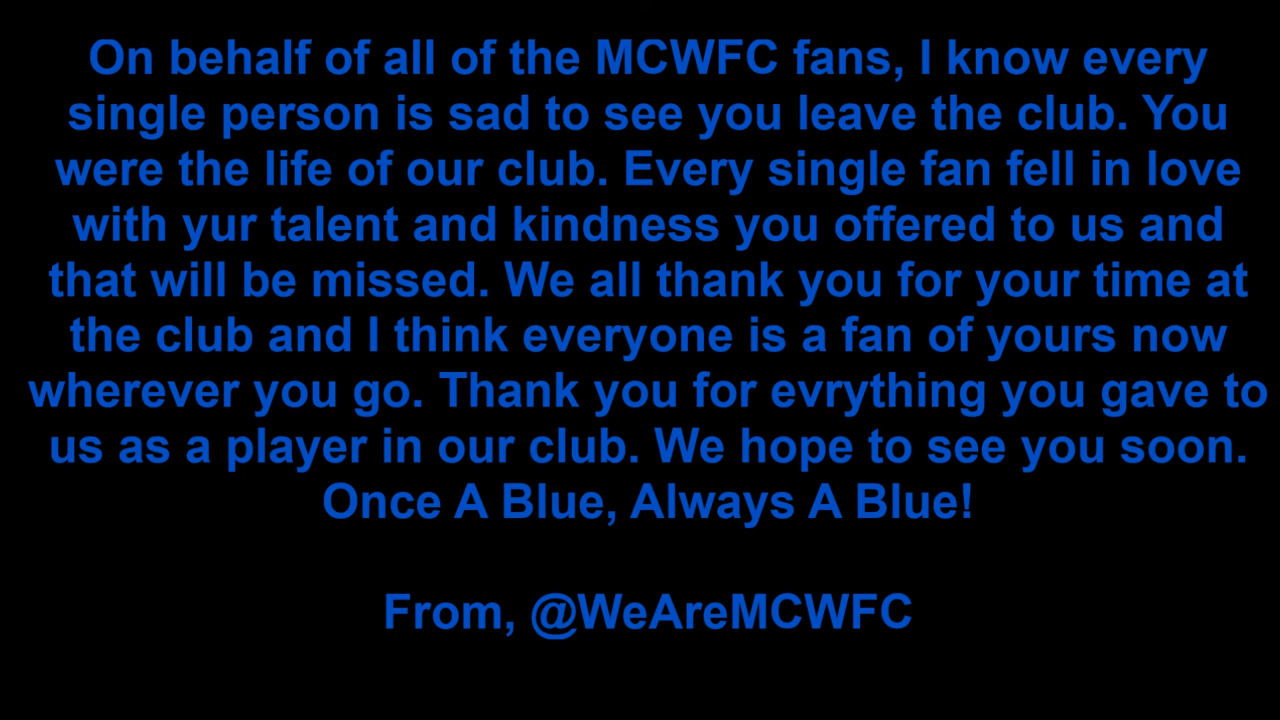 On behalf of all of the MCWFC fans, I know every
single person is sad to see you leave the club. You
were the life of our club. Every single fan fell in love
with yur talent and kindness you offered to us and
that will be missed. We all thank you for your time at
the club and I think everyone is a fan of yours now
wherever you go. Thank you for evrything you gave to
us as a player in our club. We hope to see you soon.
Once A Blue, Always A Blue!
From, @WeAreMCWFC